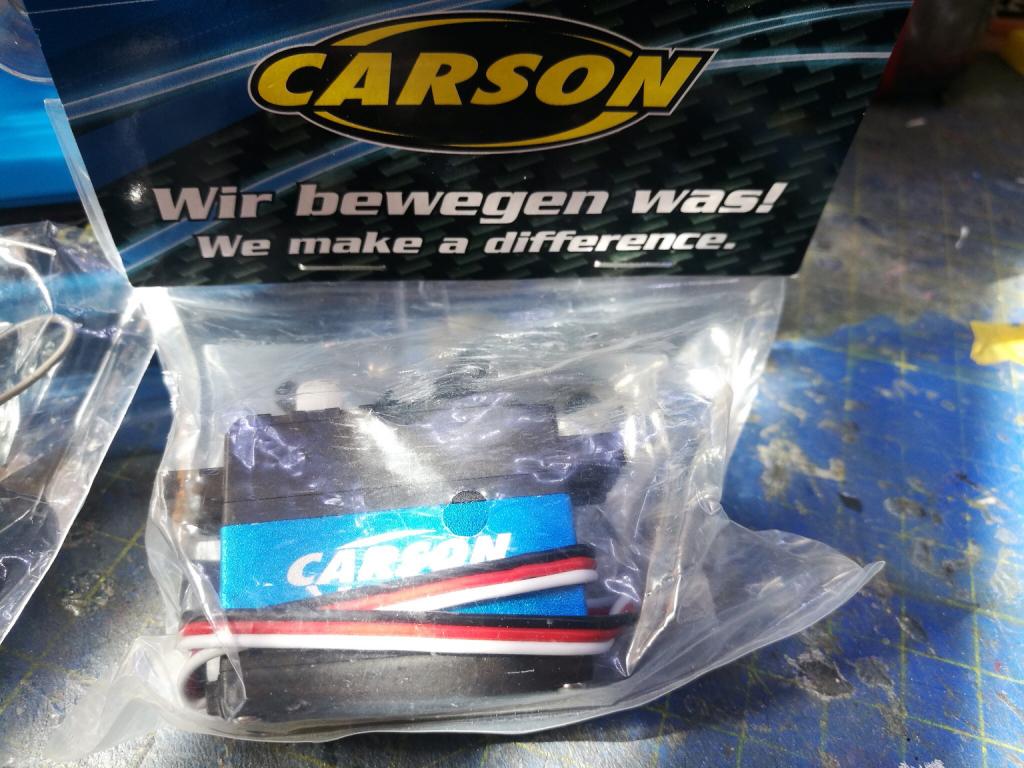 CARSON
Wir bewegen was!
We make a difference.
CARSON